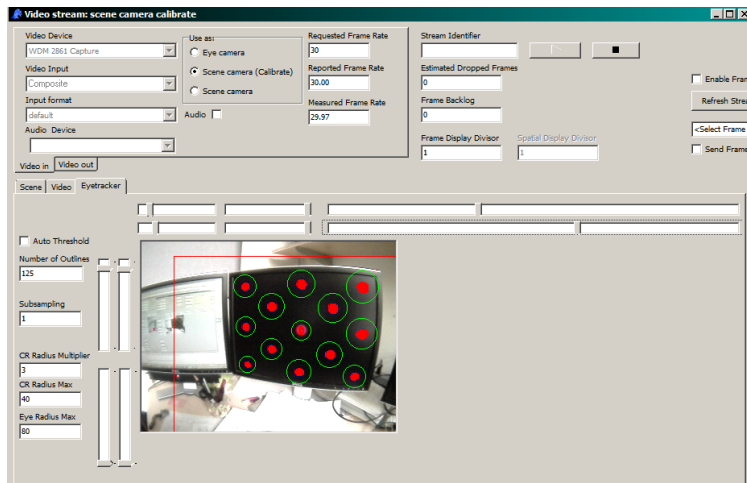 Video stream: scene camera calibrate
Video Device
WDM 2861 Capture
Video Input
Composite
Input format
default
Audio Device
Use as:
Eye camera
Scene camera (Calibrate)
Scene camera
Audio
Requested Frame Rate
30
Reported Frame Rate
30.00
Measured Frame Rate
29.97
Stream Identifier
Estimated Dropped Frames
0
Frame Backlog
0
Frame Display Divisor
1
Spatial Display Divisor
1
Enable Fran
Refresh Strea
<Select Frame
Send Frame
Video in
Video out
Scene
Video
Eyetracker
Auto Threshold
Number of Outlines
125
Subsampling
1
CR Radius Multiplier
3
CR Radius Max
40
Eye Radius Max
80